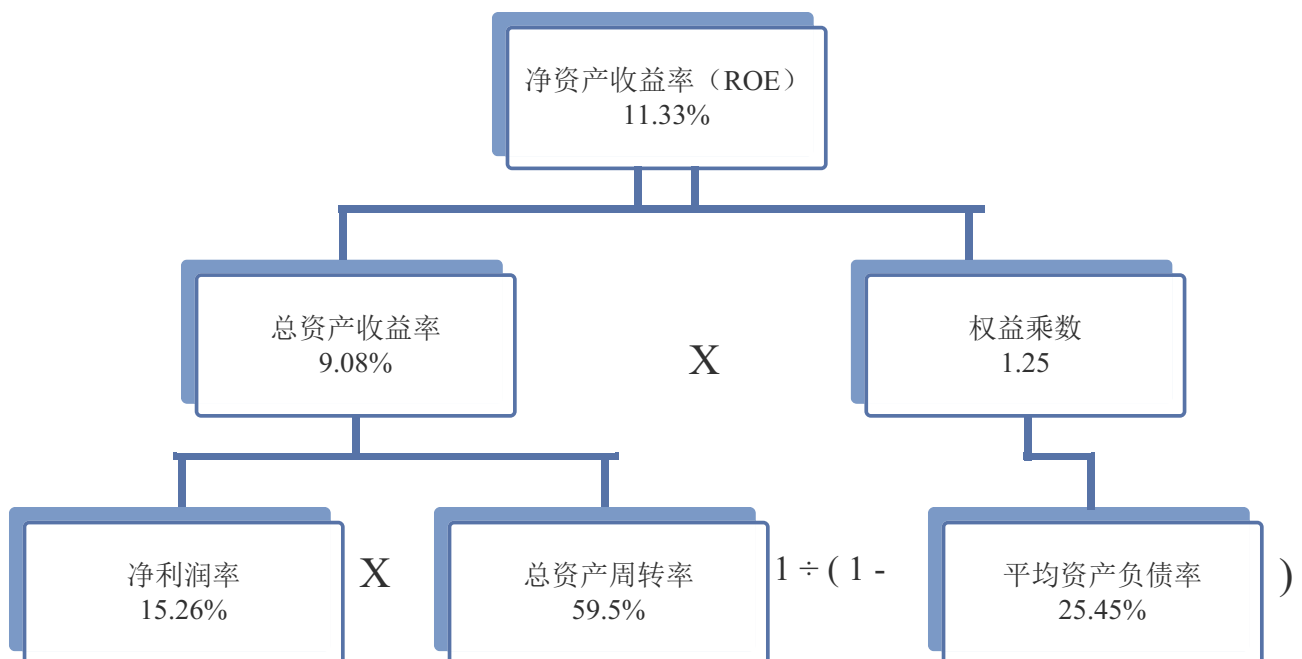 净资产收益率（ROE）
11.33%
总资产收益率
9.08%
X
权益乘数
1.25
净利润率
15.26%
X
总资产周转率
59.5%
1 ÷ ( 1 -
平均资产负债率
25.45%
)